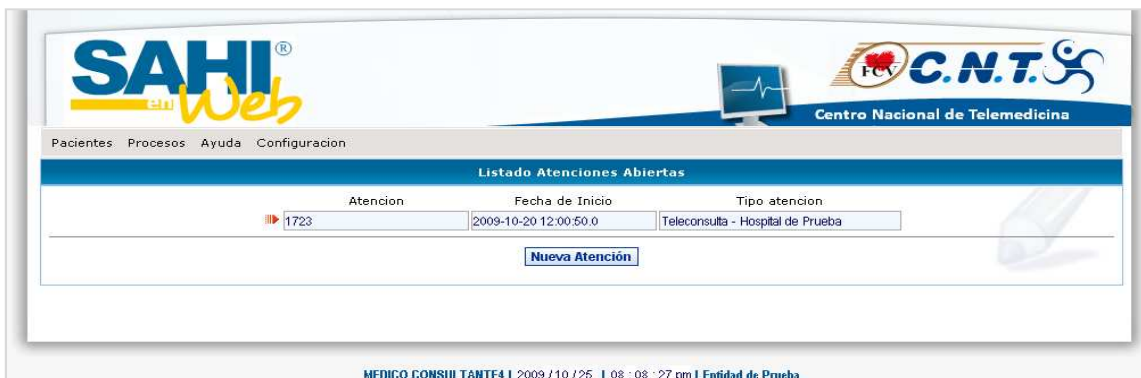 SAHI®
en Web
FCV C.N.T.
Centro Nacional de Telemedicina
Pacientes Procesos Ayuda Configuracion
Listado Atenciones Abiertas
Atencion Fecha de Inicio Tipo atencion
1723 2009-10-20 12:00:50.0 Teleconsulta - Hospital de Prueba
Nueva Atención
MEDICO CONSULTANTE4 | 2009 / 10 / 25 | 08 : 08 : 27 pm | Entidad de Prueba